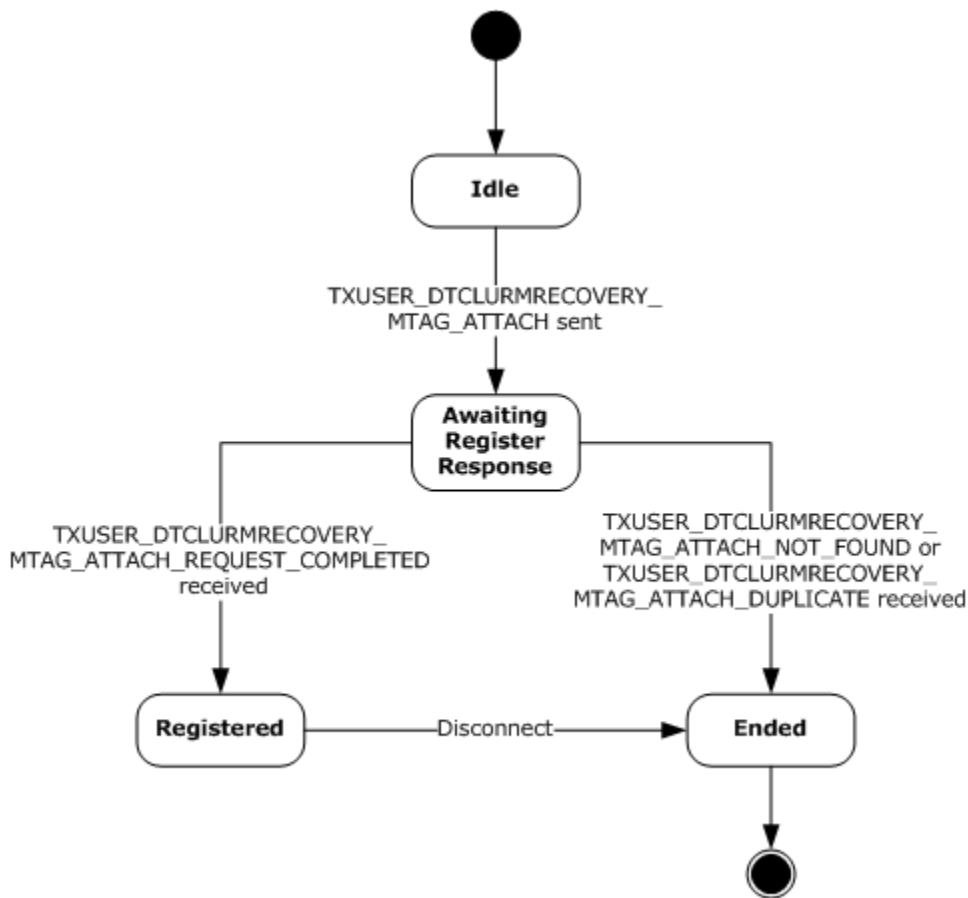 Idle
TXUSER_DTCLURMRECOVERY_
MTAG_ATTACH sent
Awaiting
Register
Response
TXUSER_DTCLURMRECOVERY_
MTAG_ATTACH_REQUEST_COMPLETED
received
TXUSER_DTCLURMRECOVERY_
MTAG_ATTACH_NOT_FOUND or
TXUSER_DTCLURMRECOVERY_
MTAG_ATTACH_DUPLICATE received
Registered
Disconnect
Ended